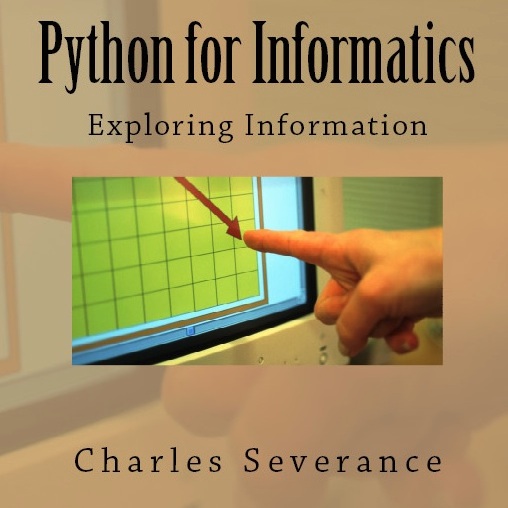 Python for Informatics
Exploring Information
Charles Severance